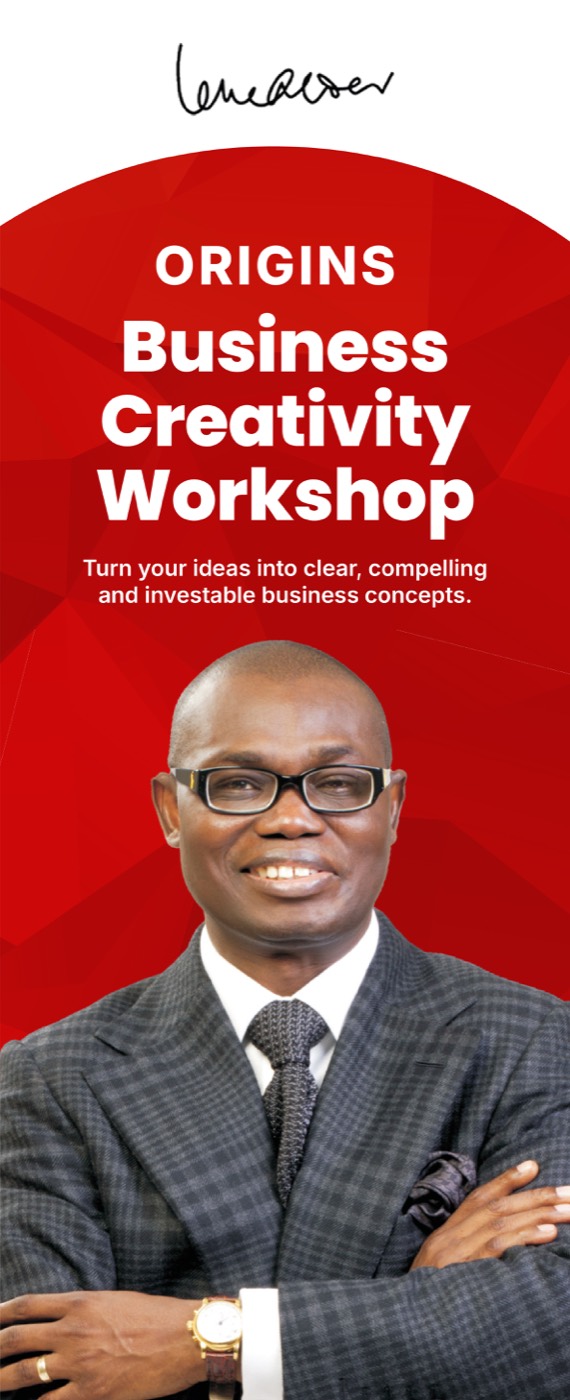 ORIGINS
Business
Creativity
Workshop
Turn your ideas into clear, compelling
and investable business concepts.